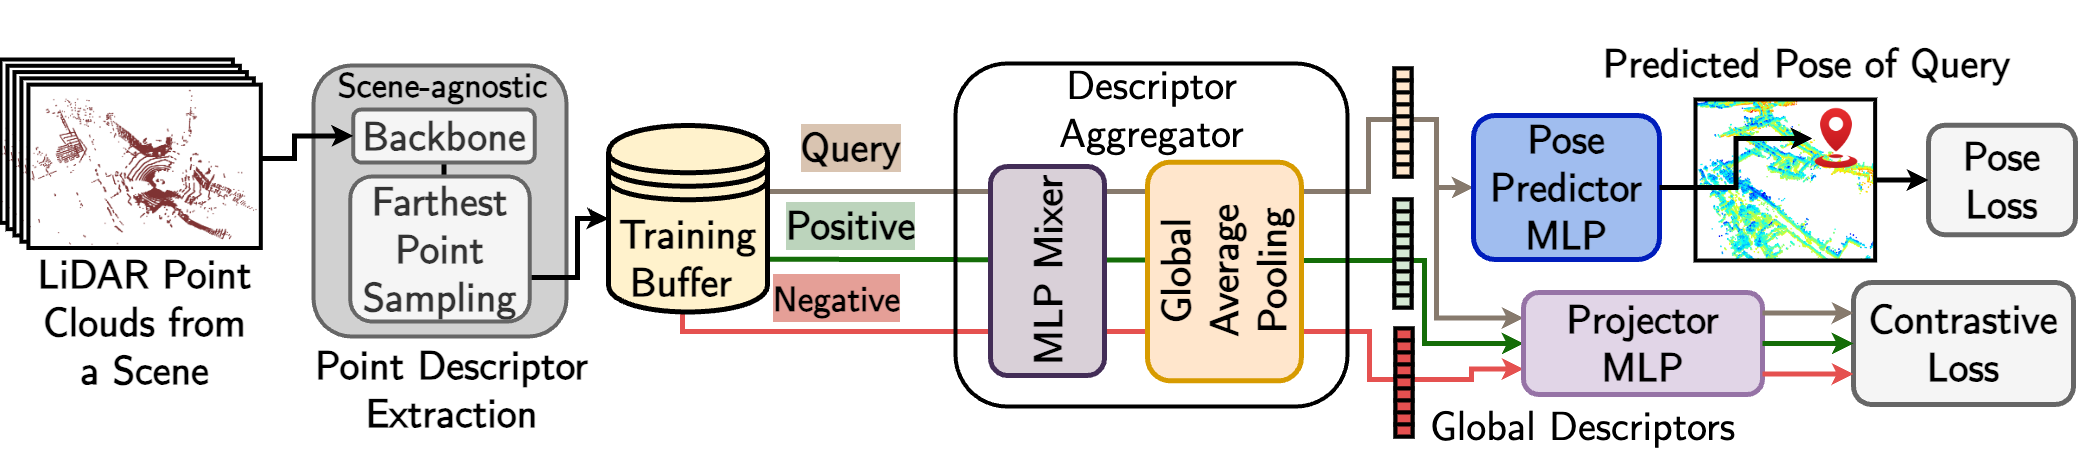 LiDAR Point
Clouds from
a Scene
Scene-agnostic
Backbone
Farthest
Point
Sampling
Point Descriptor
Extraction
Training
Buffer
Query
Positive
Negative
Descriptor
Aggregator
MLP Mixer
Global
Average
Pooling
Global Descriptors
Pose
Predictor
MLP
Predicted Pose of Query
Pose
Loss
Projector
MLP
Contrastive
Loss